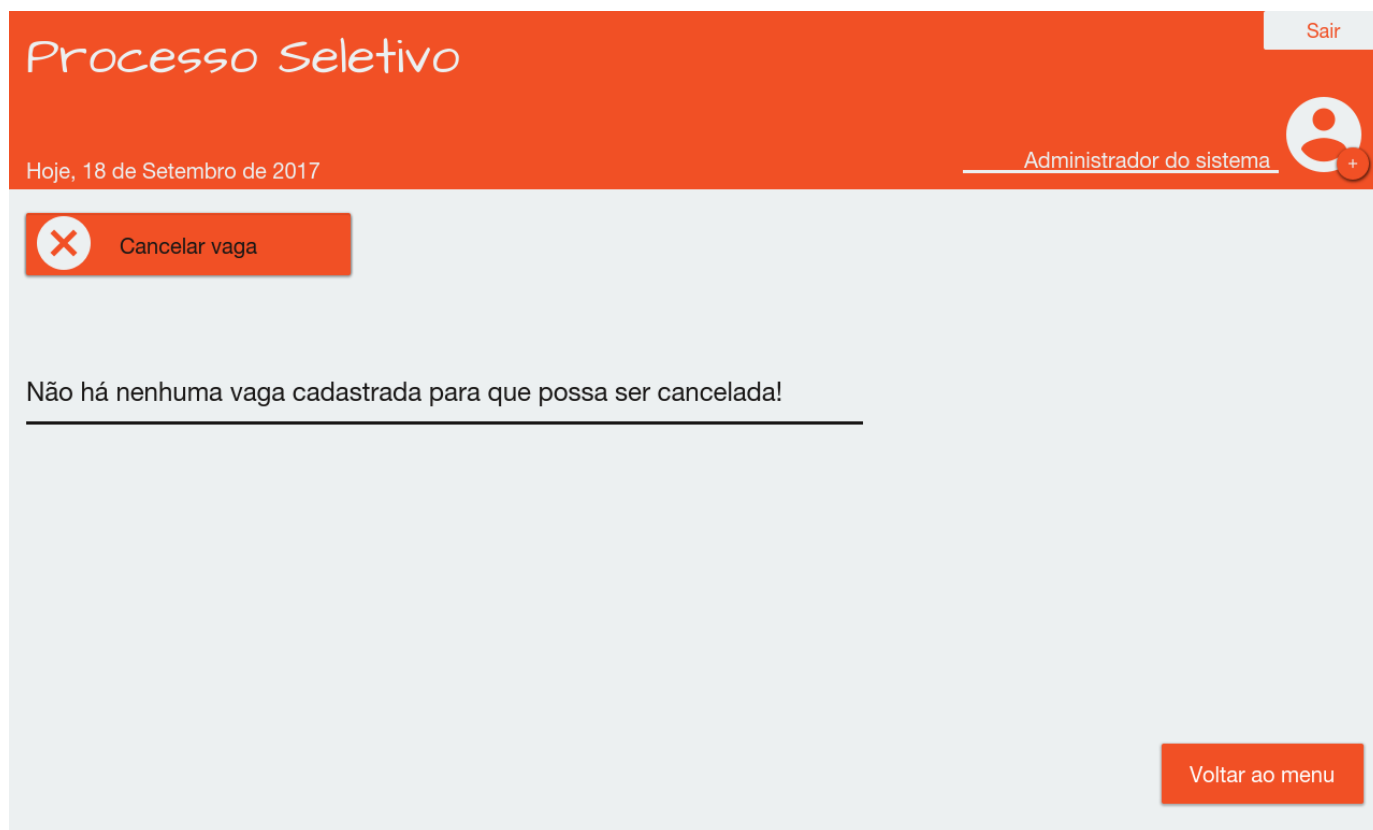 Sair
Processo Seletivo
Administrador do sistema
+
Hoje, 18 de Setembro de 2017
Cancelar vaga
Não há nenhuma vaga cadastrada para que possa ser cancelada!
Voltar ao menu